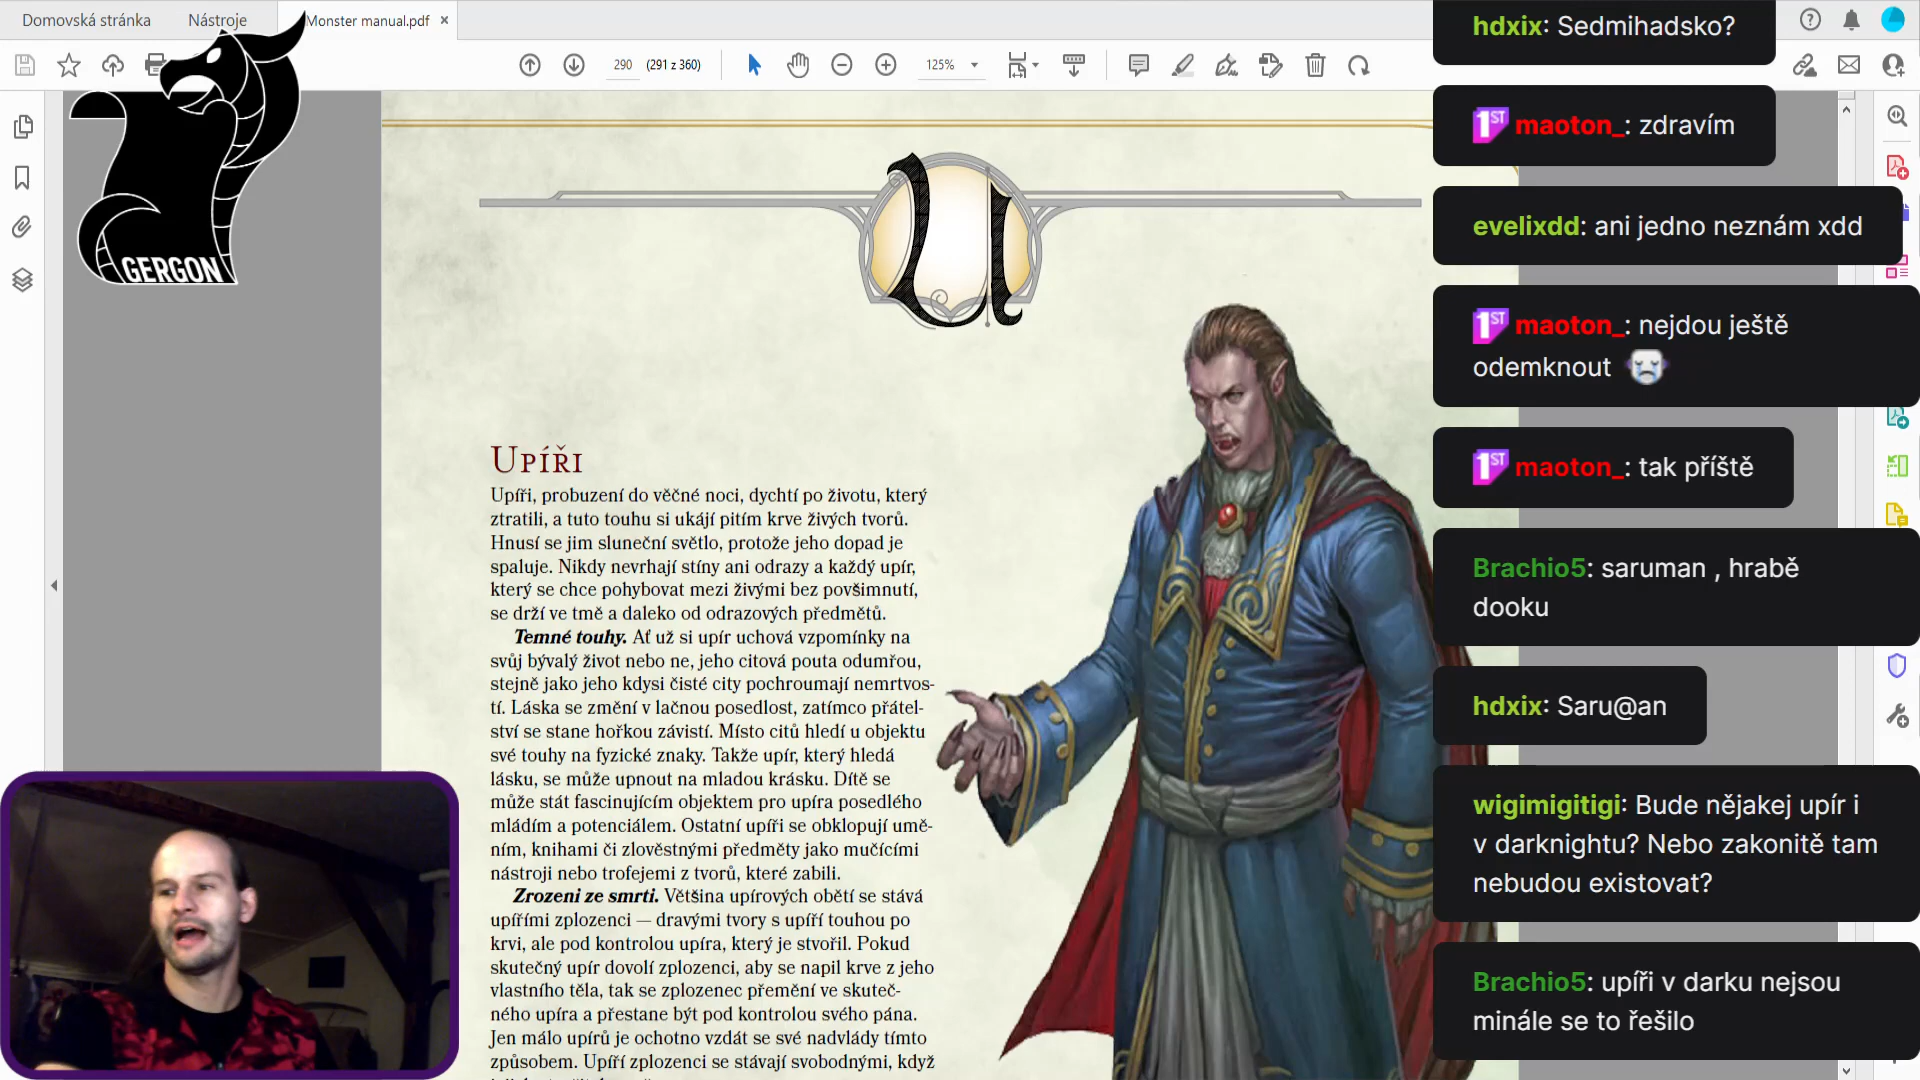 Domovská stránka
Nástroje
Monster manual.pdf
290
(291 z 360)
125%
GERGON
U
Upíři
Upíři, probuzení do věčné noci, dychtí po životu, který
ztratili, a tuto touhu si ukájí pitím krve živých tvorů.
Hnusí se jim sluneční světlo, protože jeho dopad je
spaluje. Nikdy nevrhají stíny ani odrazy a každý upír,
který se chce pohybovat mezi živými bez povšimnutí,
se drží ve tmě a daleko od odrazových předmětů.
Temné touhy. Ať už si upír uchová vzpomínky na
svůj bývalý život nebo ne, jeho citová pouta odumřou,
stejně jako jeho kdysi čisté city pochroumají nemrtvos-
tí. Láska se změní v lačnou posedlost, zatímco přátel-
ství se stane hořkou závistí. Místo citů hledí u objektu
své touhy na fyzické znaky. Takže upír, který hledá
lásku, se může upnout na mladou krásku. Dítě se
může stát fascinujícím objektem pro upíra posedlého
mládím a potenciálem. Ostatní upíři se obklopují umě-
ním, knihami či zlověstnými předměty jako mučícími
nástroji nebo trofejemi z tvorů, které zabili.
Zrozeni ze smrti. Většina upírových obětí se stává
upířími zplozenci — dravými tvory s upíří touhou po
krvi, ale pod kontrolou upíra, který je stvořil. Pokud
skutečný upír dovolí zplozenci, aby se napil krve z jeho
vlastního těla, tak se zplozenec přemění ve skuteč-
ného upíra a přestane být pod kontrolou svého pána.
Jen málo upírů je ochotno vzdát se své nadvlády tímto
způsobem. Upíří zplozenci se stávají svobodnými, když
hdxix: Sedmihadsko?
1ST maoton_: zdravím
evelixdd: ani jedno neznám xdd
1ST maoton_: nejdou ještě
odemknout
1ST maoton_: tak příště
Brachio5: saruman , hrabě
dooku
hdxix: Saru@an
wigimigitigi: Bude nějakej upír i
v darknightu? Nebo zakonitě tam
nebudou existovat?
Brachio5: upíři v darku nejsou
minále se to řešilo